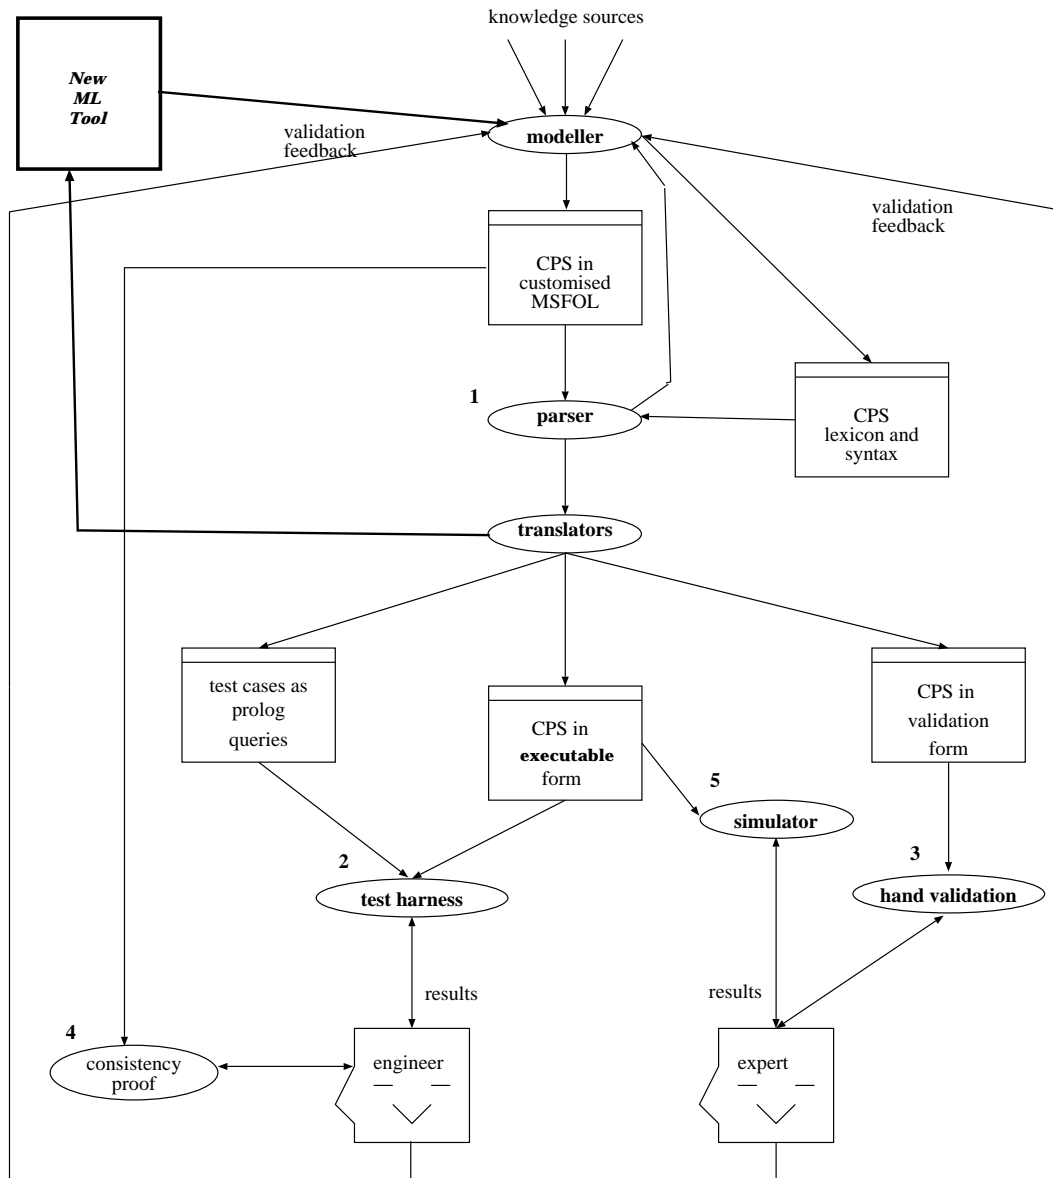 knowledge sources
New
ML
Tool
validation
feedback
modeller
validation
feedback
CPS in
customised
MSFOL
1
parser
CPS
lexicon and
syntax
translators
test cases as
prolog
queries
CPS in
executable
form
CPS in
validation
form
5
simulator
2
test harness
3
hand validation
results
results
4
consistency
proof
engineer
expert